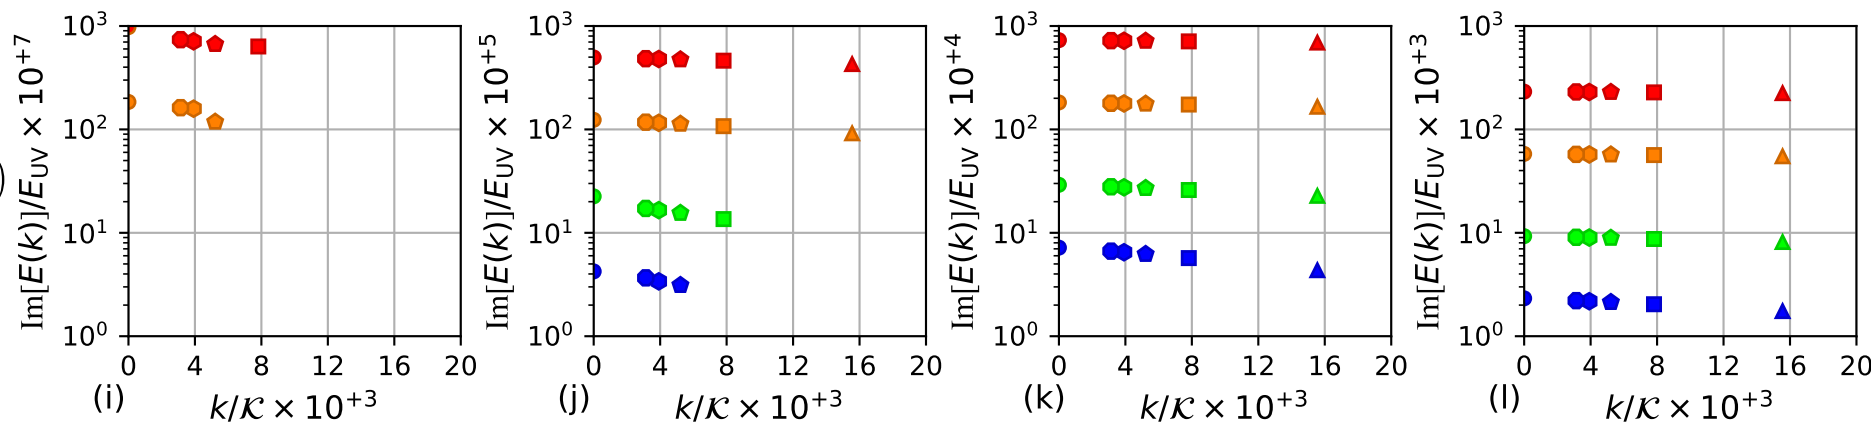 Im[E(k)]/E_UV × 10^+7
10^3
10^2
10^1
10^0
0 4 8 12 16 20
(i)
k/𝒦 × 10^+3
Im[E(k)]/E_UV × 10^+5
10^3
10^2
10^1
10^0
0 4 8 12 16 20
(j)
k/𝒦 × 10^+3
Im[E(k)]/E_UV × 10^+4
10^3
10^2
10^1
10^0
0 4 8 12 16 20
(k)
k/𝒦 × 10^+3
Im[E(k)]/E_UV × 10^+3
10^3
10^2
10^1
10^0
0 4 8 12 16 20
(l)
k/𝒦 × 10^+3